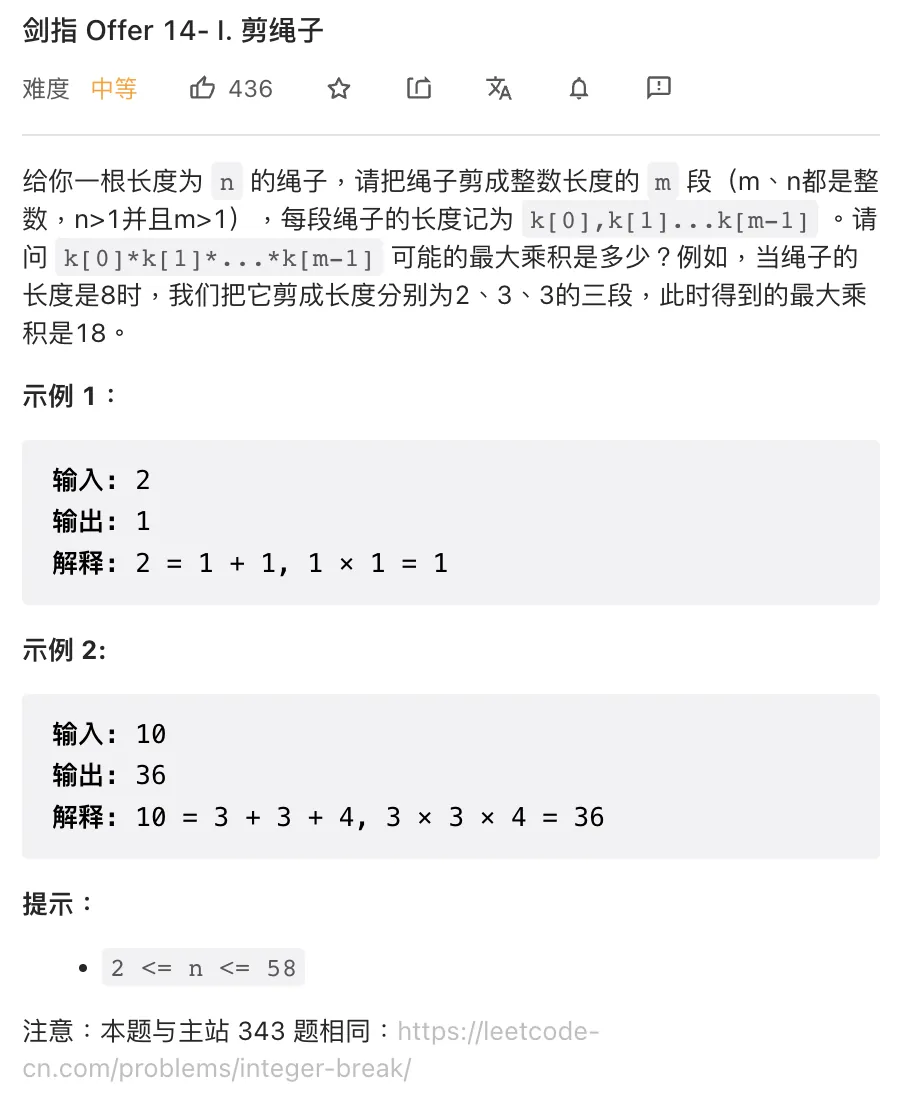 剑指 Offer 14- I. 剪绳子
难度 中等 436
给你一根长度为 n 的绳子，请把绳子剪成整数长度的 m 段（m、n都是整
数，n>1并且m>1），每段绳子的长度记为 k[0],k[1]...k[m-1] 。请
问 k[0]*k[1]*...*k[m-1] 可能的最大乘积是多少？例如，当绳子的
长度是8时，我们把它剪成长度分别为2、3、3的三段，此时得到的最大乘
积是18。
示例 1：
输入: 2
输出: 1
解释: 2 = 1 + 1, 1 × 1 = 1
示例 2:
输入: 10
输出: 36
解释: 10 = 3 + 3 + 4, 3 × 3 × 4 = 36
提示：
• 2 <= n <= 58
注意：本题与主站 343 题相同：https://leetcode-
cn.com/problems/integer-break/